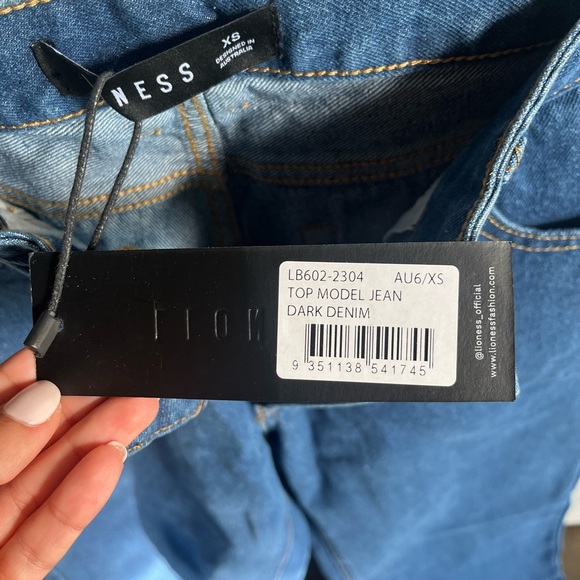 NESS
XS
DESIGNED IN
AUSTRALIA
LB602-2304 AU6/XS
TOP MODEL JEAN
DARK DENIM
9 351138 541745
@lioness_official
www.lionessfashion.com